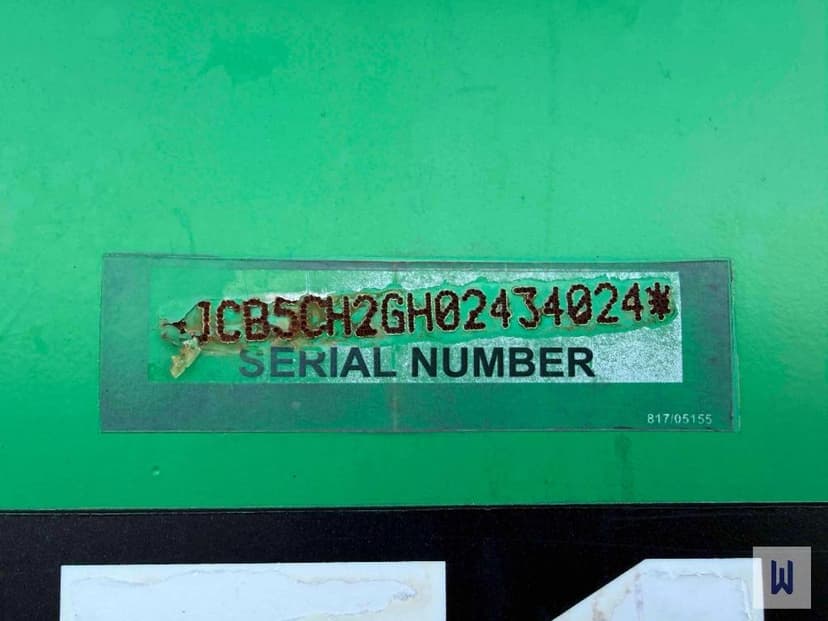 JCB5CH2GH02434024*
SERIAL NUMBER
817/05155
W